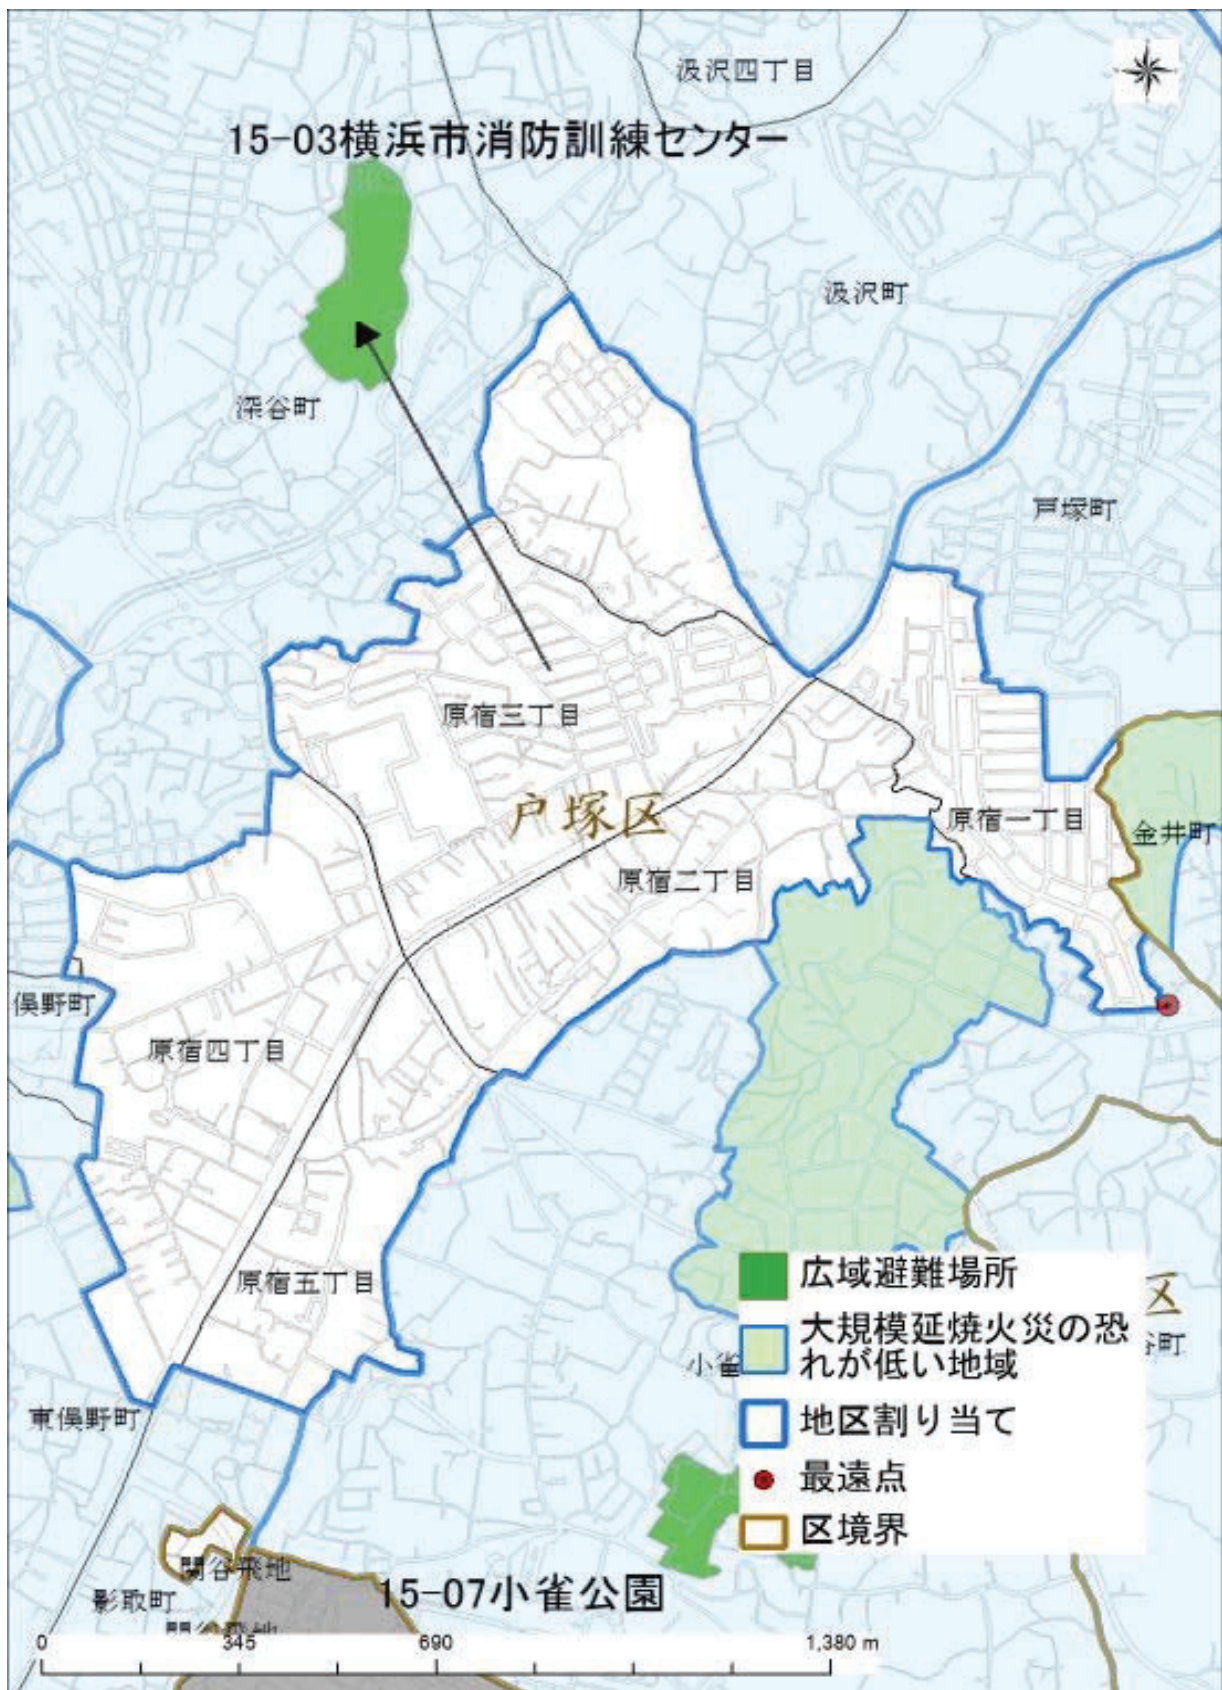 汲沢四丁目
15-03横浜市消防訓練センター
汲沢町
深谷町
戸塚町
原宿三丁目
戸塚区
原宿一丁目
金井町
原宿二丁目
俣野町
原宿四丁目
原宿五丁目
広域避難場所
区
大規模延焼火災の恐
れが低い地域
谷町
小雀
地区割り当て
東俣野町
最遠点
区境界
関谷飛地
15-07小雀公園
影取町
0 345 690 1,380 m